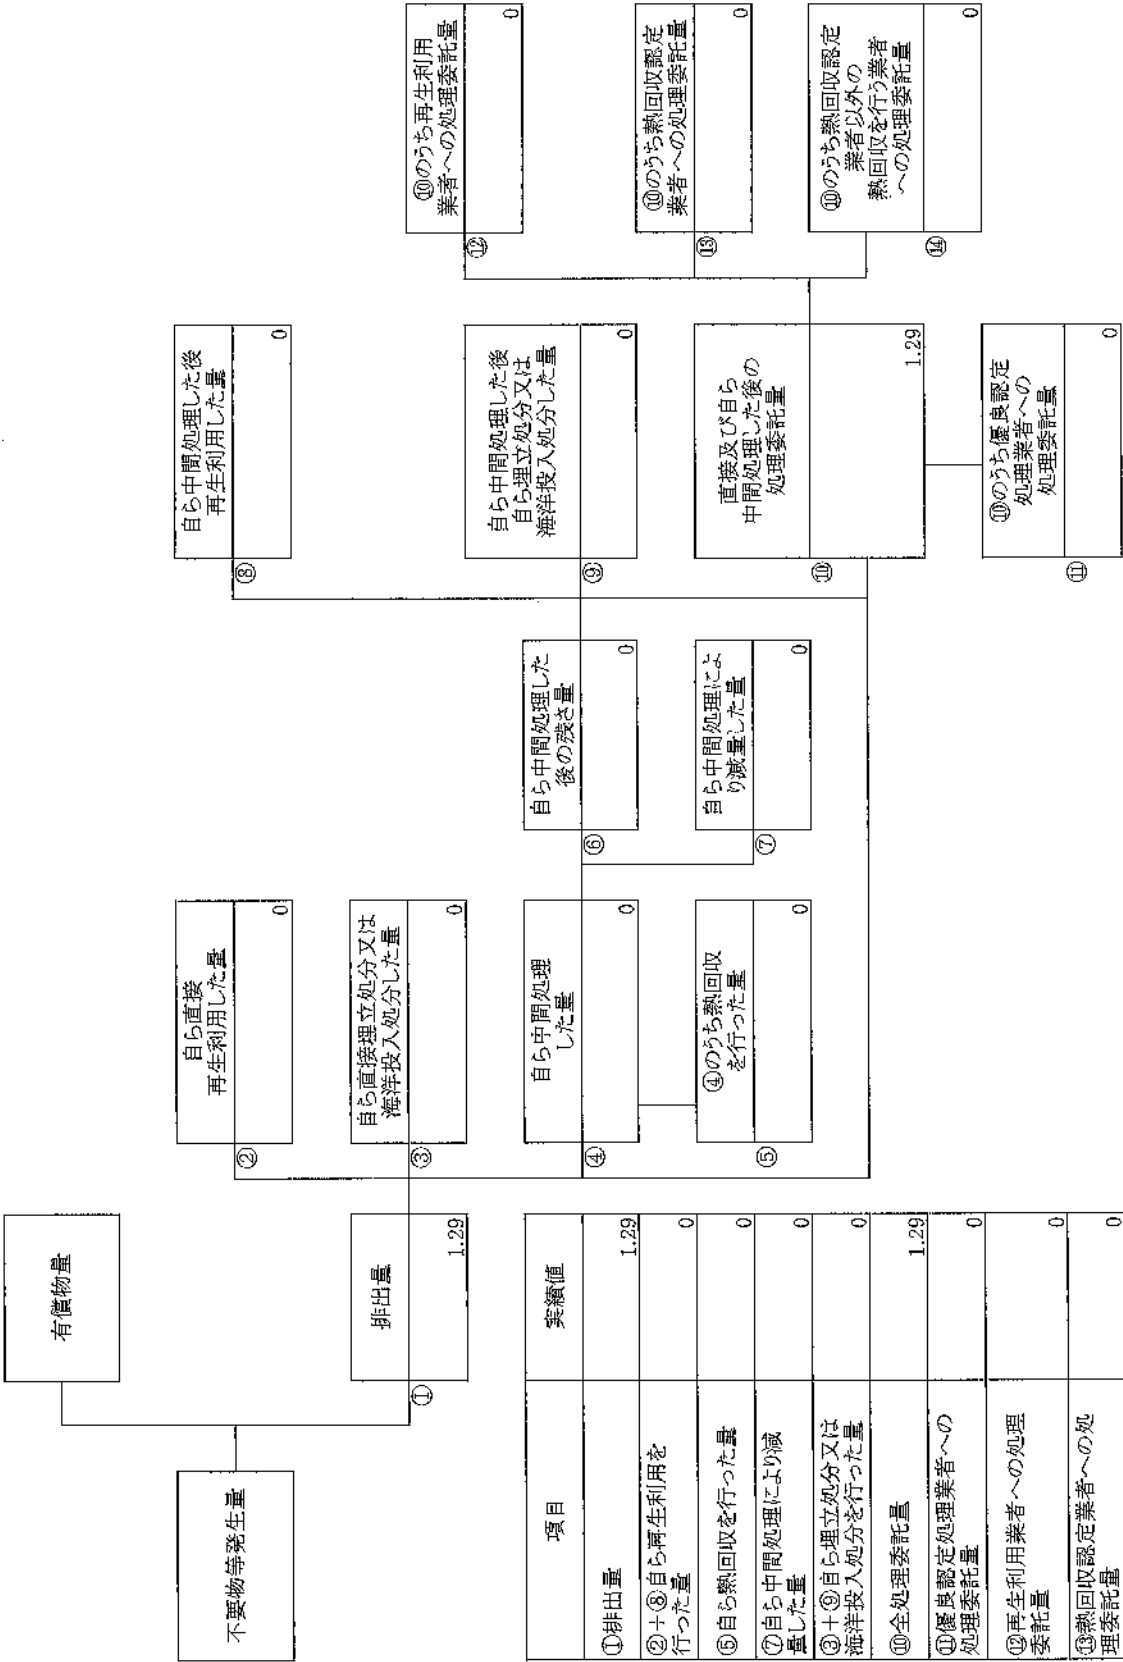 不要物等発生量
有償物量
①
排出量
1.29
②
自ら直接
再生利用した量
0
③
自ら直接埋立処分又は
海洋投入処分した量
0
④
自ら中間処理
した量
0
⑤
④のうち熱回収
を行った量
0
⑥
自ら中間処理した
後の残さ量
0
⑦
自ら中間処理によ
り減量した量
0
⑧
自ら中間処理した後
再生利用した量
0
⑨
自ら中間処理した後
自ら埋立処分又は
海洋投入処分した量
0
⑩
直接及び自ら
中間処理した後の
処理委託量
1.29
⑪
⑩のうち優良認定
処理業者への
処理委託量
0
⑫
⑩のうち再生利用
業者への処理委託量
0
⑬
⑩のうち熱回収認定
業者への処理委託量
0
⑭
⑩のうち熱回収認定
業者以外の
熱回収を行う業者
への処理委託量
0
項目 実績値
①排出量 1.29
②+⑧自ら再生利用を
行った量 0
⑤自ら熱回収を行った量 0
⑦自ら中間処理により減
量した量 0
③+⑨自ら埋立処分又は
海洋投入処分を行った量 0
⑩全処理委託量 1.29
⑪優良認定処理業者への
処理委託量 0
⑫再生利用業者への処理
委託量 0
⑬熱回収認定業者への処
理委託量 0